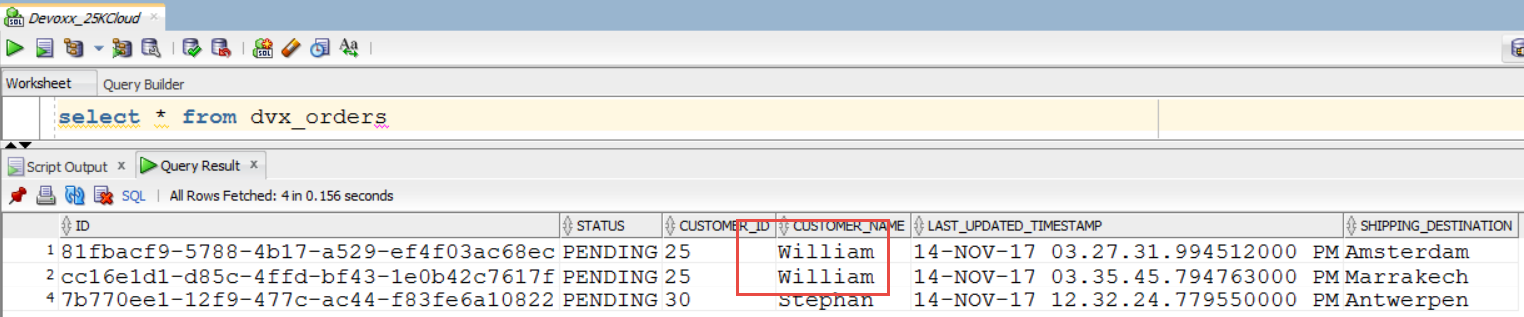 Devoxx_25KCloud
Worksheet Query Builder
select * from dvx_orders
Script Output x Query Result x
SQL All Rows Fetched: 4 in 0.156 seconds
ID STATUS CUSTOMER_ID CUSTOMER_NAME LAST_UPDATED_TIMESTAMP SHIPPING_DESTINATION
1 81fbacf9-5788-4b17-a529-ef4f03ac68ec PENDING 25 William 14-NOV-17 03.27.31.994512000 PM Amsterdam
2 cc16e1d1-d85c-4ffd-bf43-1e0b42c7617f PENDING 25 William 14-NOV-17 03.35.45.794763000 PM Marrakech
4 7b770ee1-12f9-477c-ac44-f83fe6a10822 PENDING 30 Stephan 14-NOV-17 12.32.24.779550000 PM Antwerpen